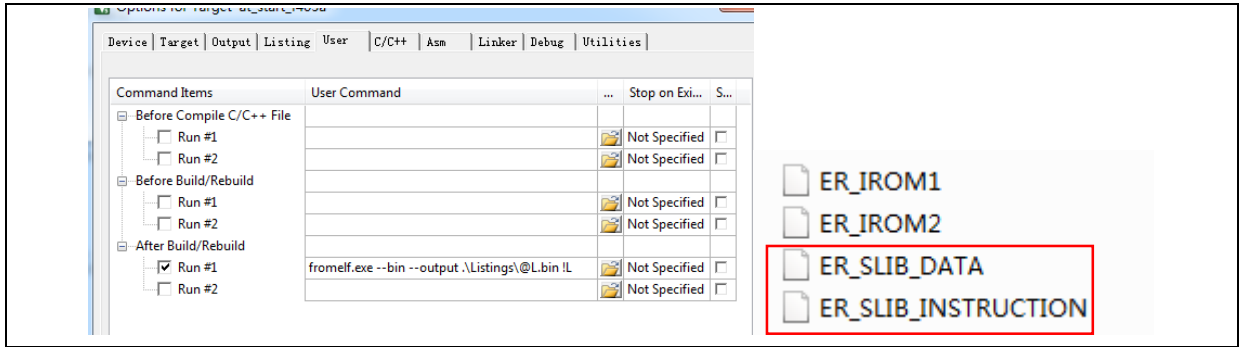 Options for Target 'at_start_f403a'
Device Target Output Listing User C/C++ Asm Linker Debug Utilities
Command Items User Command ... Stop on Exi... S...
Before Compile C/C++ File
Run #1 Not Specified
Run #2 Not Specified
Before Build/Rebuild
Run #1 Not Specified
Run #2 Not Specified
After Build/Rebuild
Run #1 fromelf.exe --bin --output .\Listings\@L.bin !L Not Specified
Run #2 Not Specified
ER_IROM1
ER_IROM2
ER_SLIB_DATA
ER_SLIB_INSTRUCTION